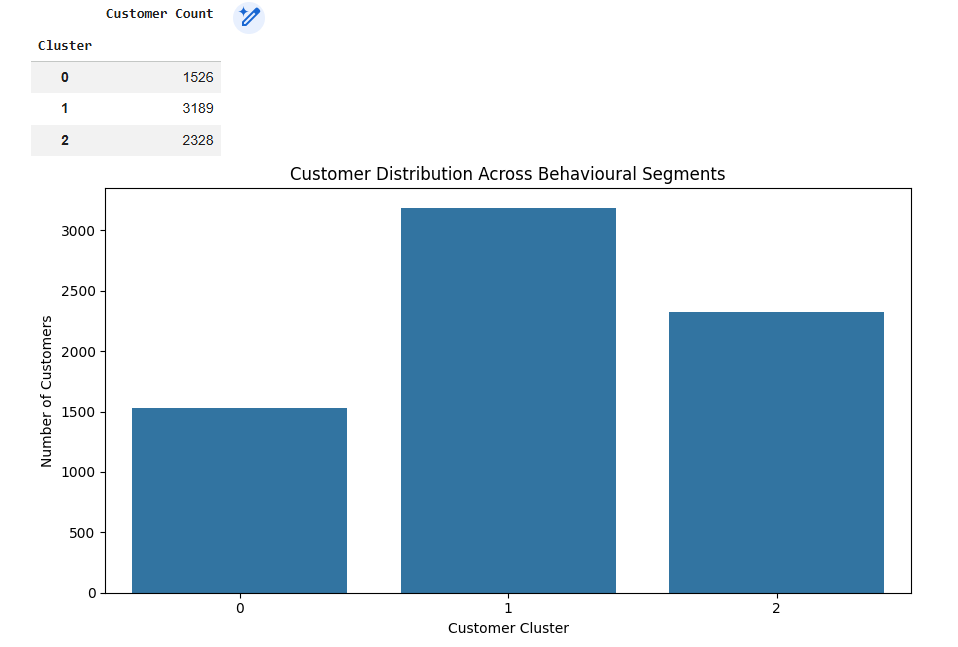 Customer Count
Cluster
0 1526
1 3189
2 2328
Customer Distribution Across Behavioural Segments
3000
2500
2000
1500
1000
500
0
Number of Customers
0 1 2
Customer Cluster